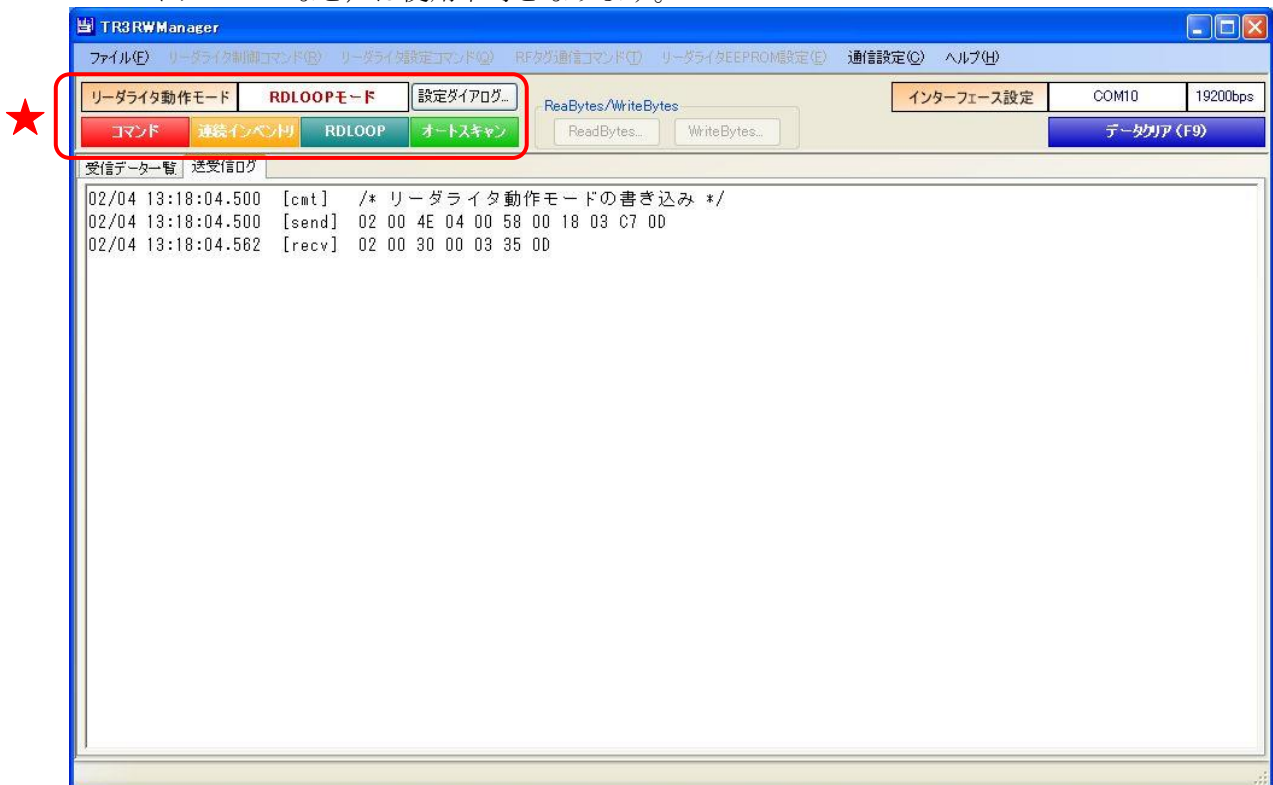 TR3RWManager
ファイル(F) リーダライタ制御コマンド(R) リーダライタ設定コマンド(Q) RFタグ通信コマンド(T) リーダライタEEPROM設定(E) 通信設定(C) ヘルプ(H)
リーダライタ動作モード RDLOOPモード 設定ダイアログ... ReaBytes/WriteBytes インターフェース設定 COM10 19200bps
コマンド 連続インベントリ RDLOOP オートスキャン ReadBytes... WriteBytes... データクリア (F9)
受信データ一覧 送受信ログ
02/04 13:18:04.500 [cmt] /* リーダライタ動作モードの書き込み */
02/04 13:18:04.500 [send] 02 00 4E 04 00 58 00 18 03 C7 0D
02/04 13:18:04.562 [recv] 02 00 30 00 03 35 0D